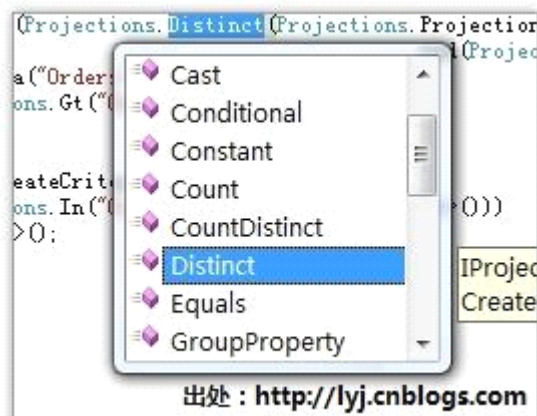 (Projections.Distinct(Projections.Projection
l(Projec
a("Order
ons.Gt("
eateCrit
ons.In(" >()))
>();
Cast
Conditional
Constant
Count
CountDistinct
Distinct
Equals
GroupProperty
IProjec
Create
出处：http://lyj.cnblogs.com